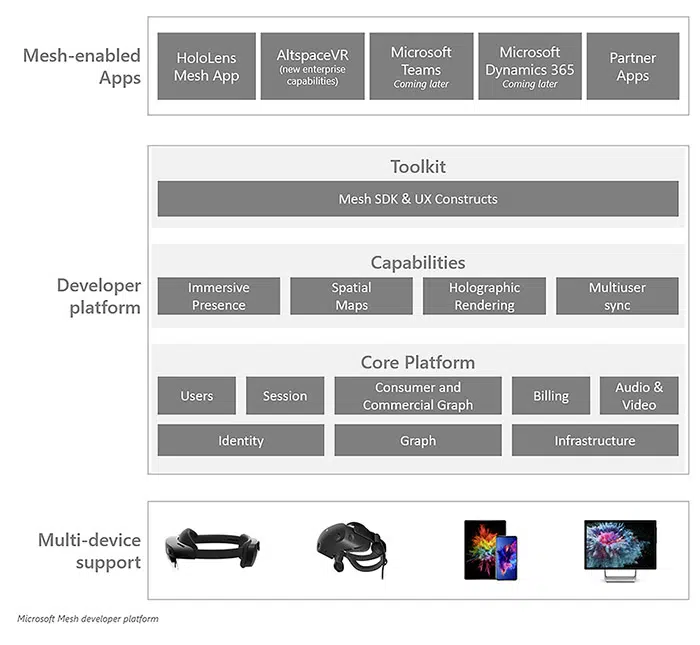 Mesh-enabled
Apps
HoloLens
Mesh App
AltspaceVR
(new enterprise
capabilities)
Microsoft
Teams
Coming later
Microsoft
Dynamics 365
Coming later
Partner
Apps
Developer
platform
Toolkit
Mesh SDK & UX Constructs
Capabilities
Immersive
Presence
Spatial
Maps
Holographic
Rendering
Multiuser
sync
Core Platform
Users
Session
Consumer and
Commercial Graph
Billing
Audio &
Video
Identity
Graph
Infrastructure
Multi-device
support
Microsoft Mesh developer platform